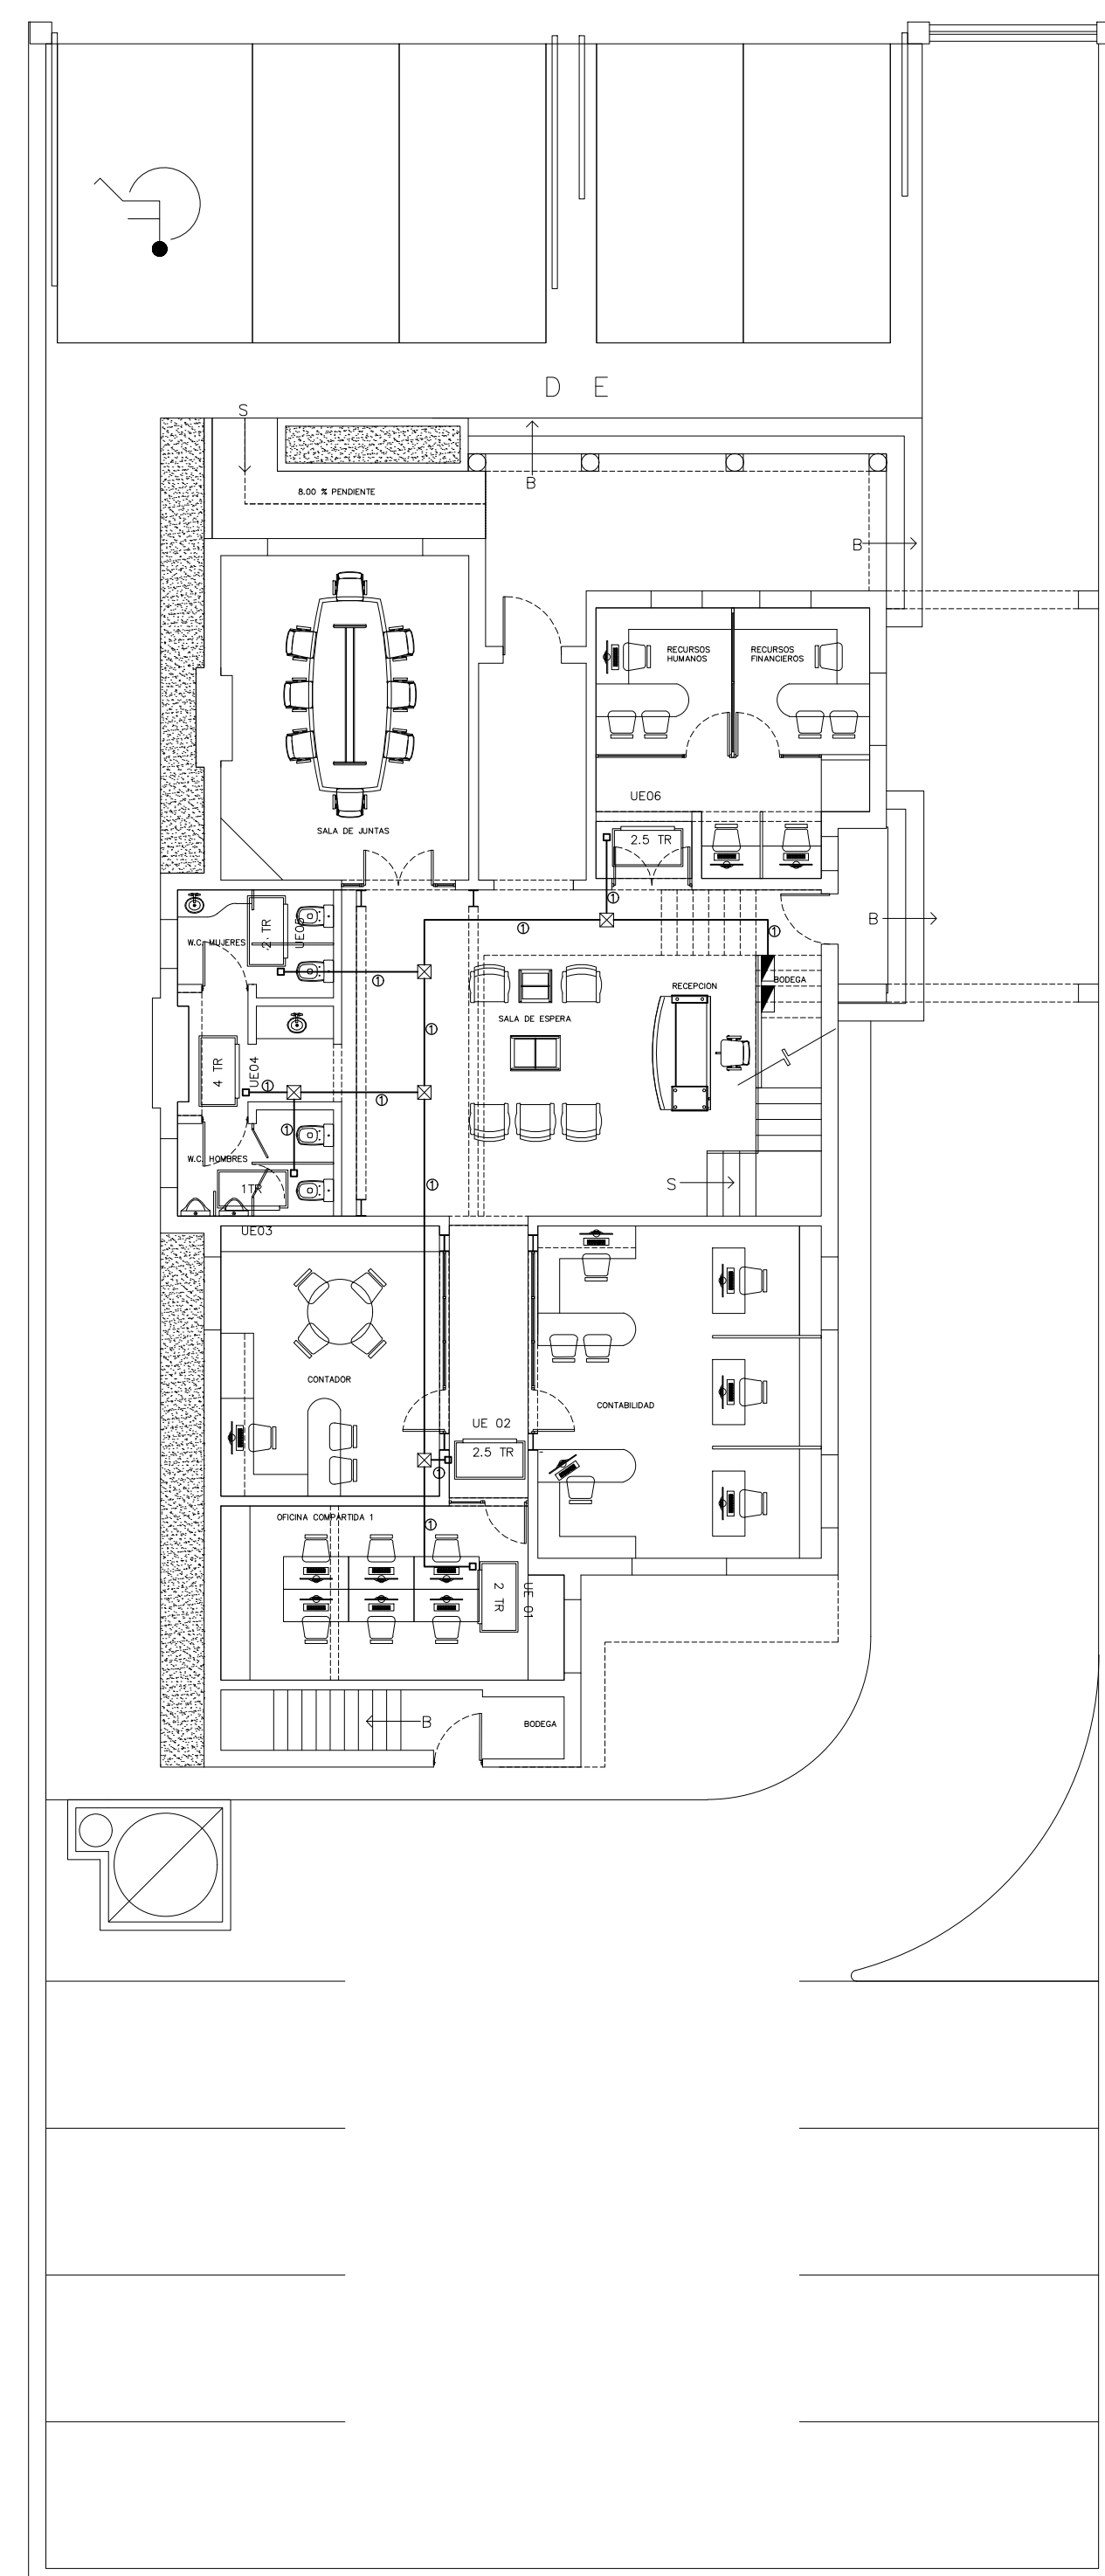 D E
S
B
8.00 % PENDIENTE
B
RECURSOS
HUMANOS
RECURSOS
FINANCIEROS
UE06
2.5 TR
SALA DE JUNTAS
1
1
1
B
2 TR
UE05
W.C. MUJERES
1
BODEGA
RECEPCION
SALA DE ESPERA
1
4 TR
UE04
1
1
1
W.C. HOMBRES
1TR
1
S
UE03
CONTADOR
CONTABILIDAD
UE 02
2.5 TR
1
OFICINA COMPARTIDA 1
1
2 TR
UE 01
B
BODEGA